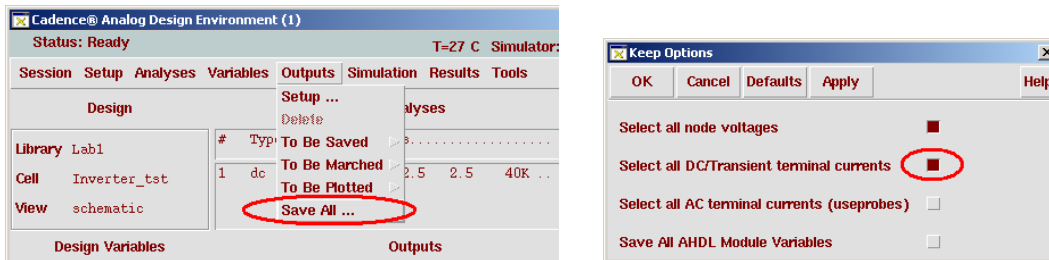 Cadence® Analog Design Environment (1)
Status: Ready T=27 C Simulator:
Session Setup Analyses Variables Outputs Simulation Results Tools
Design alyses
Setup ...
Delete
# Typ
To Be Saved
Library Lab1
To Be Marched
1 dc 2.5 2.5 40K ..
Cell Inverter_tst
To Be Plotted
View schematic
Save All ...
Design Variables Outputs
Keep Options
OK Cancel Defaults Apply Help
Select all node voltages
Select all DC/Transient terminal currents
Select all AC terminal currents (useprobes)
Save All AHDL Module Variables